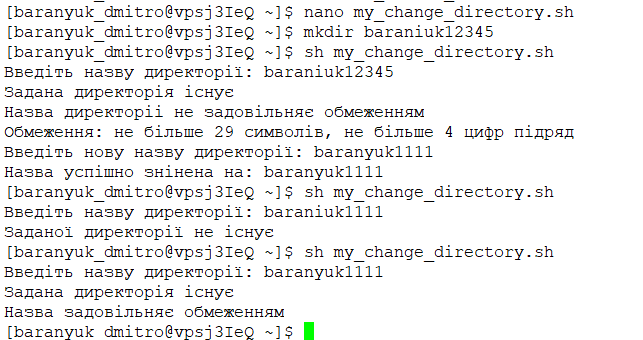 [baranyuk_dmitro@vpsj3IeQ ~]$ nano my_change_directory.sh
[baranyuk_dmitro@vpsj3IeQ ~]$ mkdir baraniuk12345
[baranyuk_dmitro@vpsj3IeQ ~]$ sh my_change_directory.sh
Введіть назву директорії: baraniuk12345
Задана директорія існує
Назва директоріі не задовільняє обмеженням
Обмеження: не більше 29 символів, не більше 4 цифр підряд
Введіть нову назву директорії: baranyuk1111
Назва успішно знінена на: baranyuk1111
[baranyuk_dmitro@vpsj3IeQ ~]$ sh my_change_directory.sh
Введіть назву директорії: baraniuk1111
Заданої директорії не існує
[baranyuk_dmitro@vpsj3IeQ ~]$ sh my_change_directory.sh
Введіть назву директорії: baranyuk1111
Задана директорія існує
Назва задовільняє обмеженням
[baranyuk dmitro@vpsj3IeQ ~]$